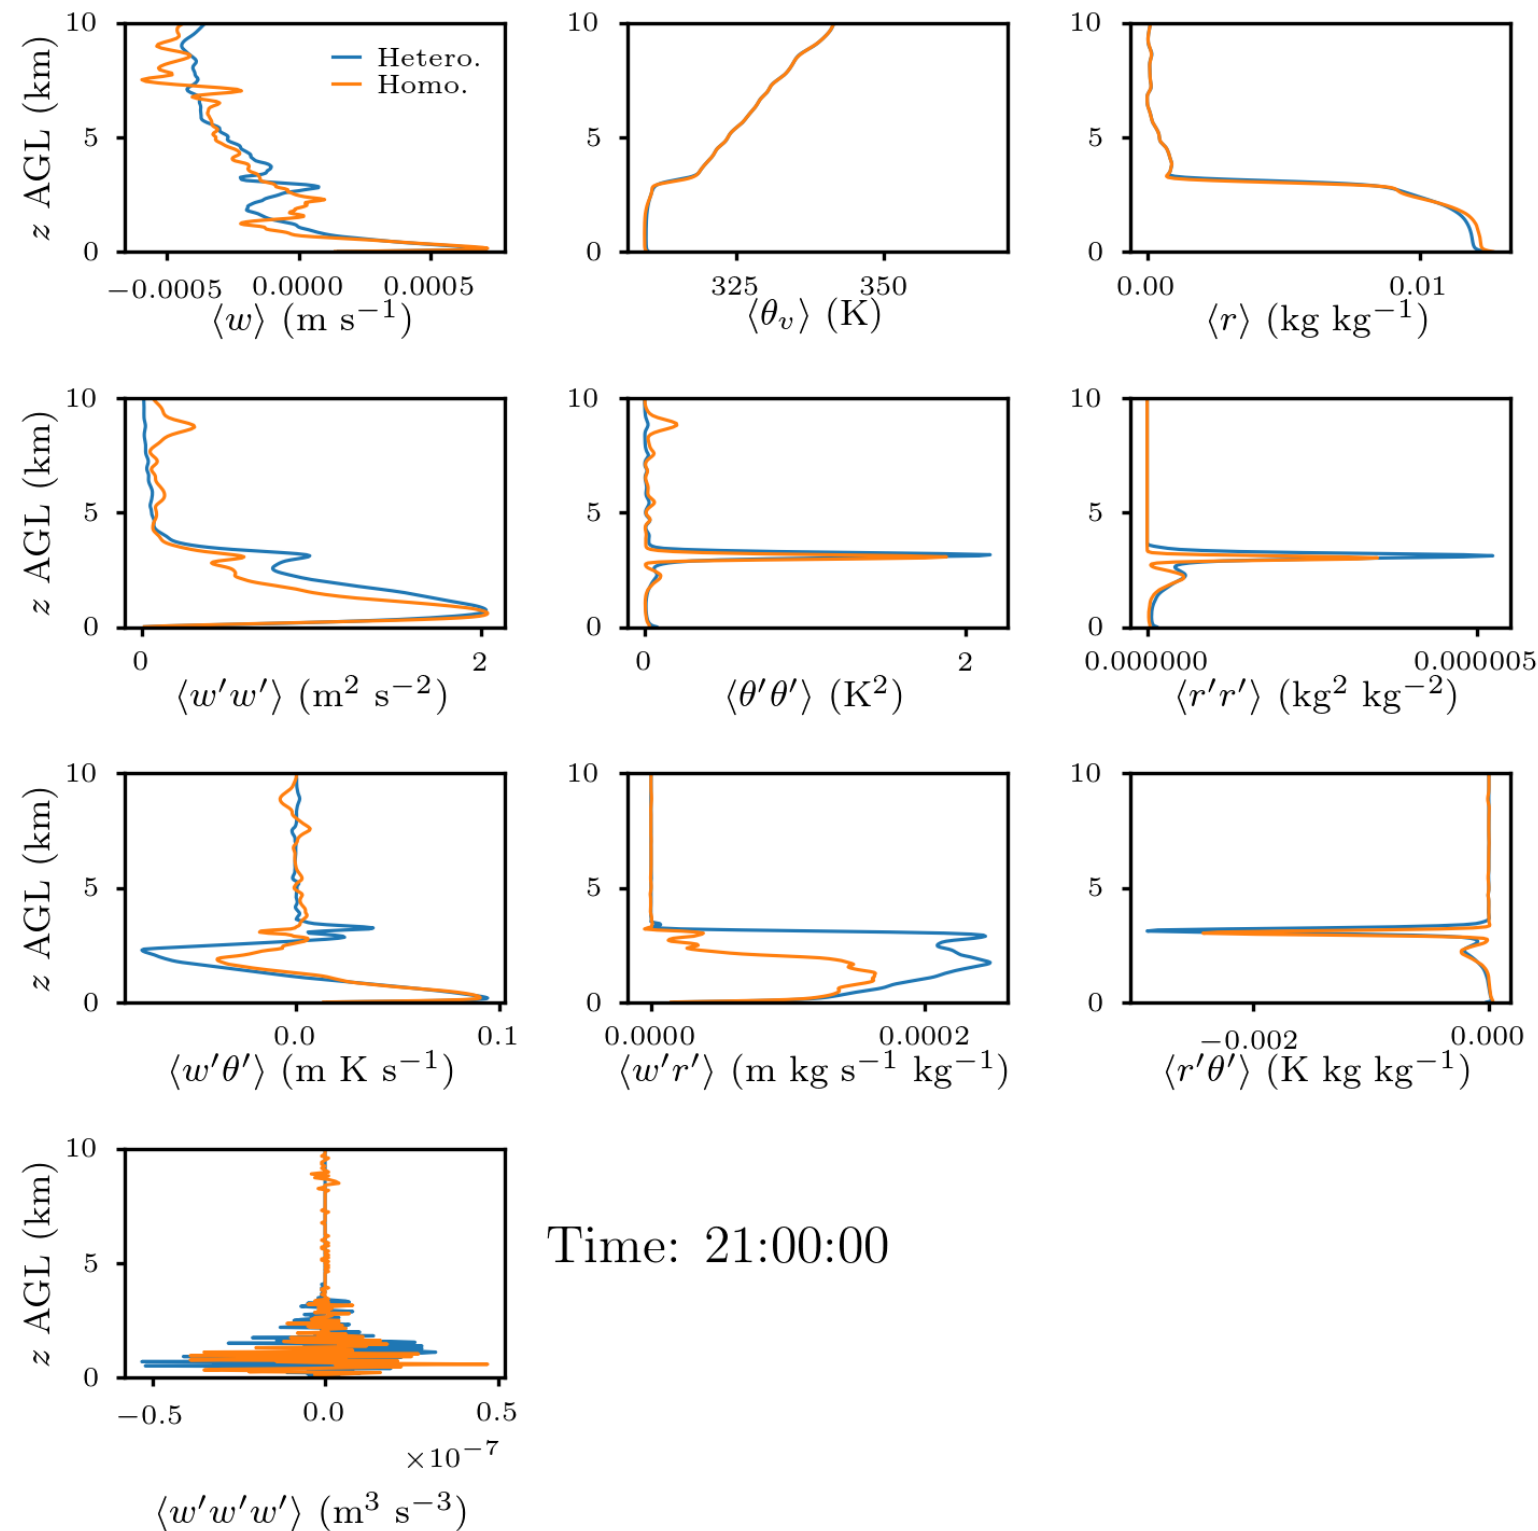 10
5
0
z AGL (km)
Hetero.
Homo.
−0.0005 0.0000 0.0005
⟨w⟩ (m s⁻¹)
10
5
0
325 350
⟨θᵥ⟩ (K)
10
5
0
0.00 0.01
⟨r⟩ (kg kg⁻¹)
10
5
0
z AGL (km)
0 2
⟨w′w′⟩ (m² s⁻²)
10
5
0
0 2
⟨θ′θ′⟩ (K²)
10
5
0
0.000000 0.000005
⟨r′r′⟩ (kg² kg⁻²)
10
5
0
z AGL (km)
0.0 0.1
⟨w′θ′⟩ (m K s⁻¹)
10
5
0
0.0000 0.0002
⟨w′r′⟩ (m kg s⁻¹ kg⁻¹)
10
5
0
−0.002 0.000
⟨r′θ′⟩ (K kg kg⁻¹)
10
5
0
z AGL (km)
−0.5 0.0 0.5
×10⁻⁷
⟨w′w′w′⟩ (m³ s⁻³)
Time: 21:00:00